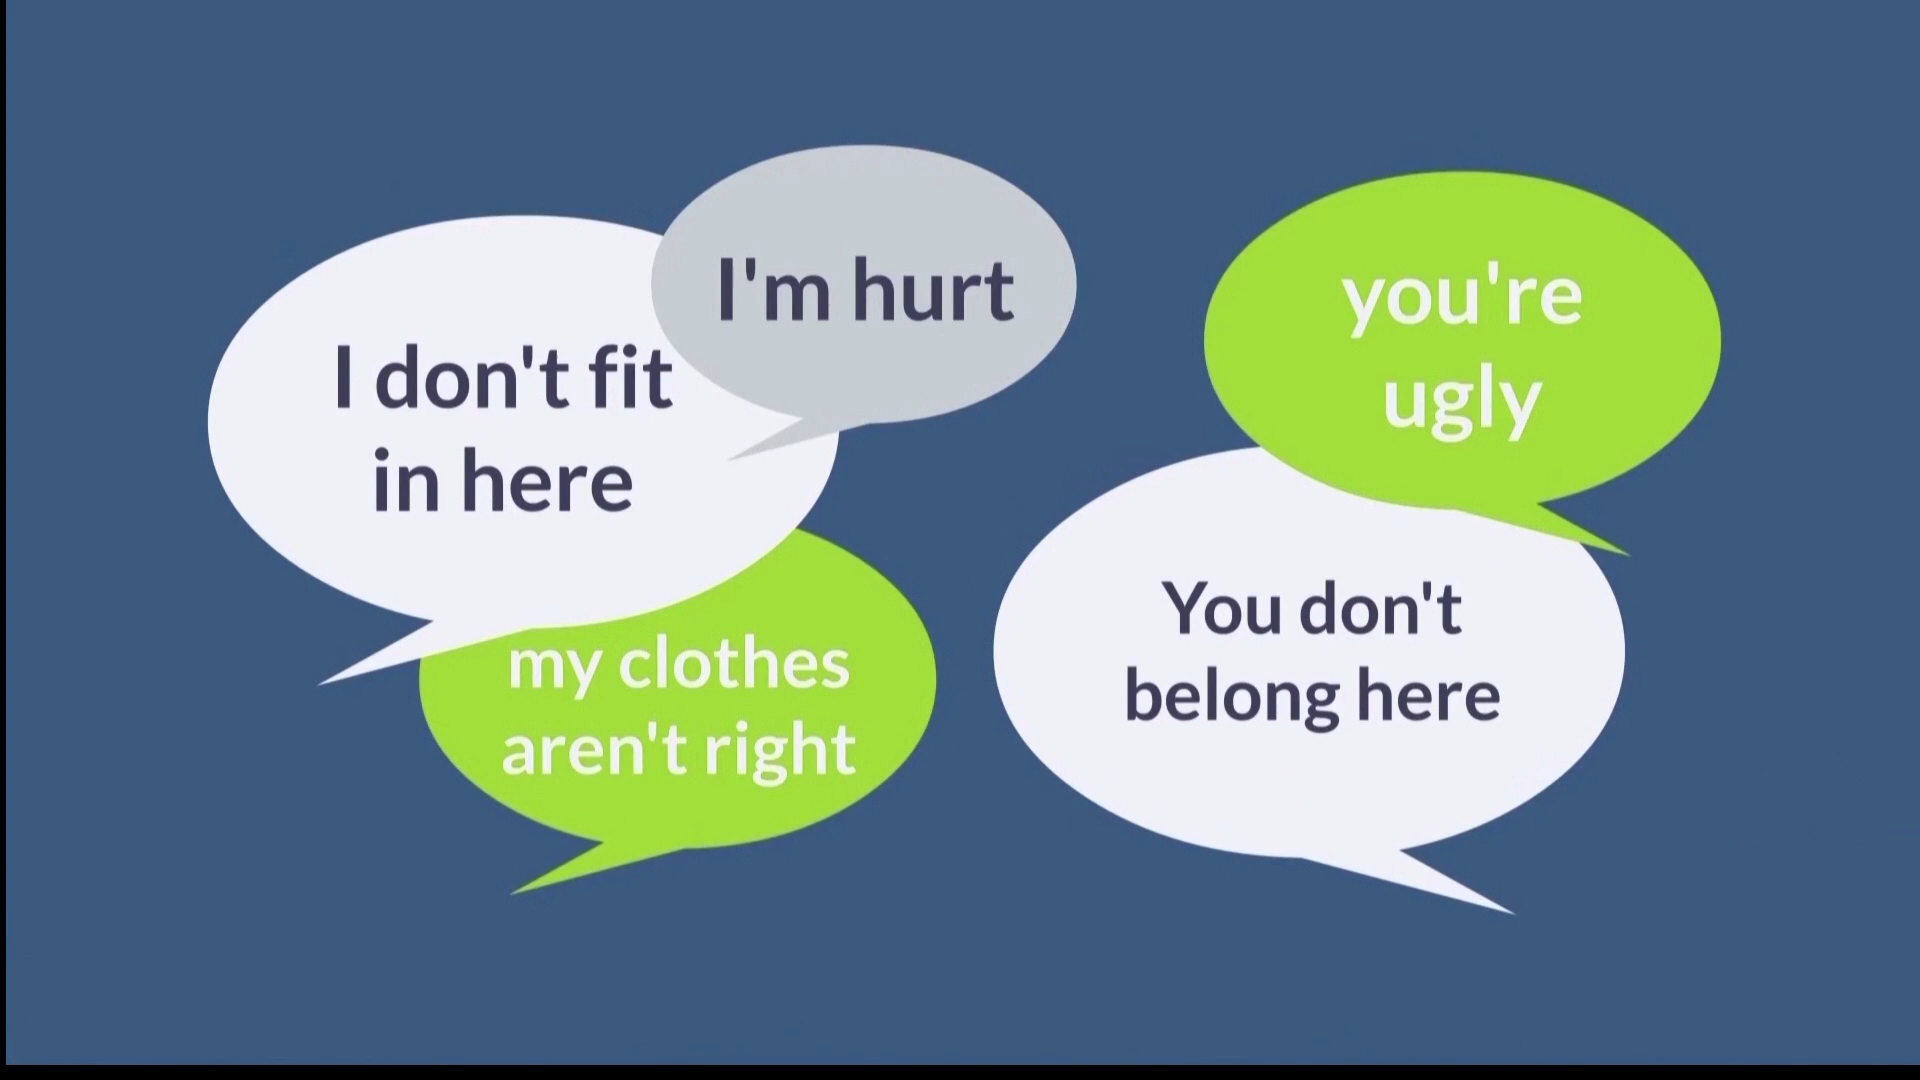 I'm hurt
I don't fit
in here
my clothes
aren't right
you're
ugly
You don't
belong here